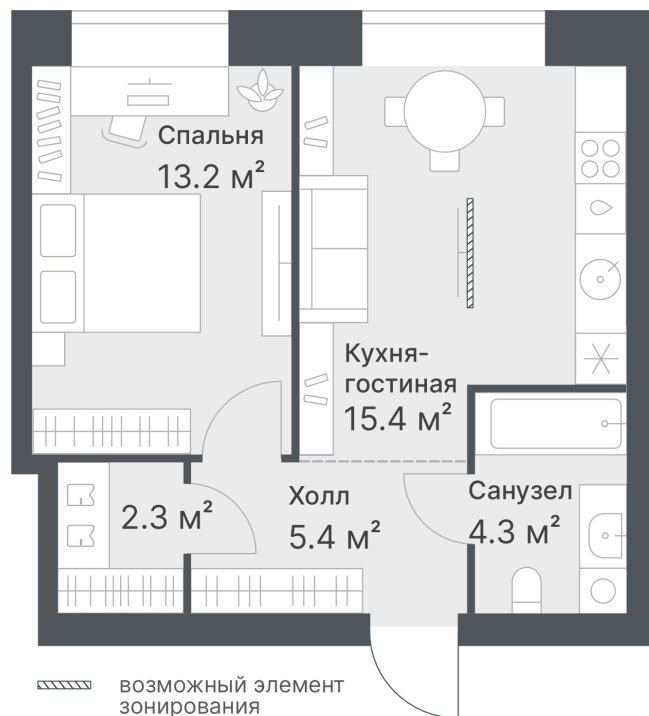 Спальня
13.2 м²
Кухня-
гостиная
15.4 м²
2.3 м²
Холл
5.4 м²
Санузел
4.3 м²
возможный элемент
зонирования